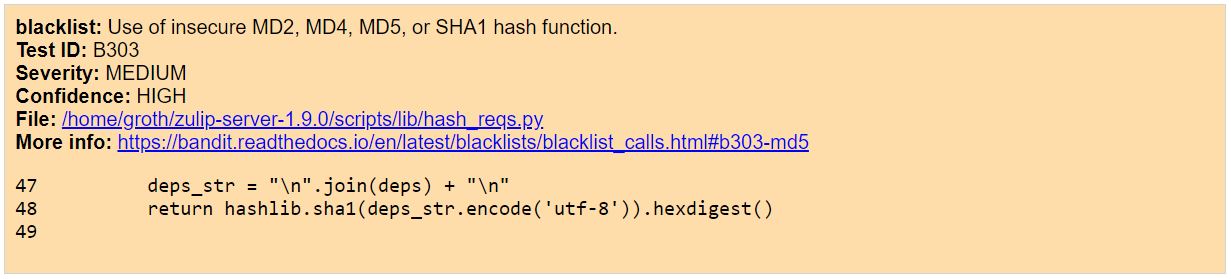 blacklist: Use of insecure MD2, MD4, MD5, or SHA1 hash function.
Test ID: B303
Severity: MEDIUM
Confidence: HIGH
File: /home/groth/zulip-server-1.9.0/scripts/lib/hash_reqs.py
More info: https://bandit.readthedocs.io/en/latest/blacklists/blacklist_calls.html#b303-md5
47 deps_str = "\n".join(deps) + "\n"
48 return hashlib.sha1(deps_str.encode('utf-8')).hexdigest()
49